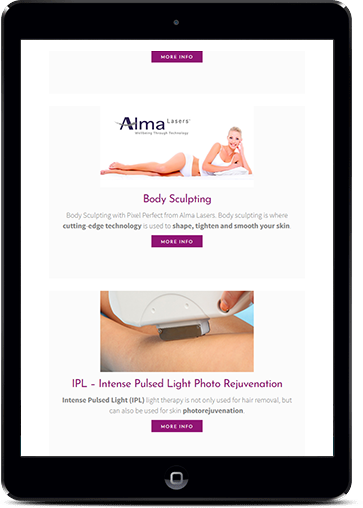 MORE INFO
Alma Lasers
Wellbeing Through Technology
Body Sculpting
Body Sculpting with Pixel Perfect from Alma Lasers. Body sculpting is where
cutting-edge technology is used to shape, tighten and smooth your skin.
MORE INFO
IPL – Intense Pulsed Light Photo Rejuvenation
Intense Pulsed Light (IPL) light therapy is not only used for hair removal, but
can also be used for skin photorejuvenation.
MORE INFO